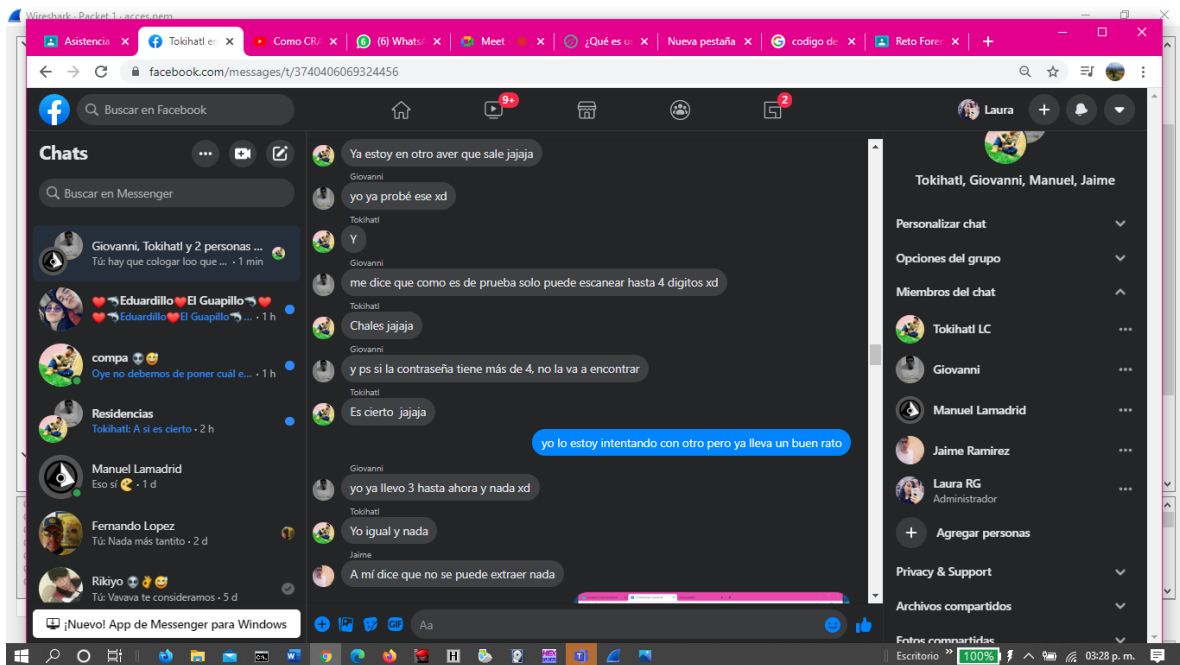 Wireshark · Packet 1 · acces.pem
Asistencia
Tokihatl en
Como CR/
(6) Whats/
Meet
¿Qué es u
Nueva pestaña
codigo de
Reto Foren
facebook.com/messages/t/3740406069324456
Buscar en Facebook
9+
2
Laura
Chats
Buscar en Messenger
Giovanni, Tokihatl y 2 personas ...
Tú: hay que cologar loo que ... · 1 min
Eduardillo❤️El Guapillo
Eduardillo❤️El Guapillo ... · 1 h
compa
Oye no debemos de poner cuál e... · 1 h
Residencias
Tokihatl: A si es cierto · 2 h
Manuel Lamadrid
Eso sí · 1 d
Fernando Lopez
Tú: Nada más tantito · 2 d
Rikiyo
Tú: Vavava te consideramos · 5 d
¡Nuevo! App de Messenger para Windows
Ya estoy en otro aver que sale jajaja
Giovanni
yo ya probé ese xd
Tokihatl
Y
Giovanni
me dice que como es de prueba solo puede escanear hasta 4 digitos xd
Tokihatl
Chales jajaja
Giovanni
y ps si la contraseña tiene más de 4, no la va a encontrar
Tokihatl
Es cierto jajaja
yo lo estoy intentando con otro pero ya lleva un buen rato
Giovanni
yo ya llevo 3 hasta ahora y nada xd
Tokihatl
Yo igual y nada
Jaime
A mí dice que no se puede extraer nada
GIF
Aa
Tokihatl, Giovanni, Manuel, Jaime
Personalizar chat
Opciones del grupo
Miembros del chat
Tokihatl LC
Giovanni
Manuel Lamadrid
Jaime Ramirez
Laura RG
Administrador
Agregar personas
Privacy & Support
Archivos compartidos
Fotos compartidas
Escritorio
100%
03:28 p. m.